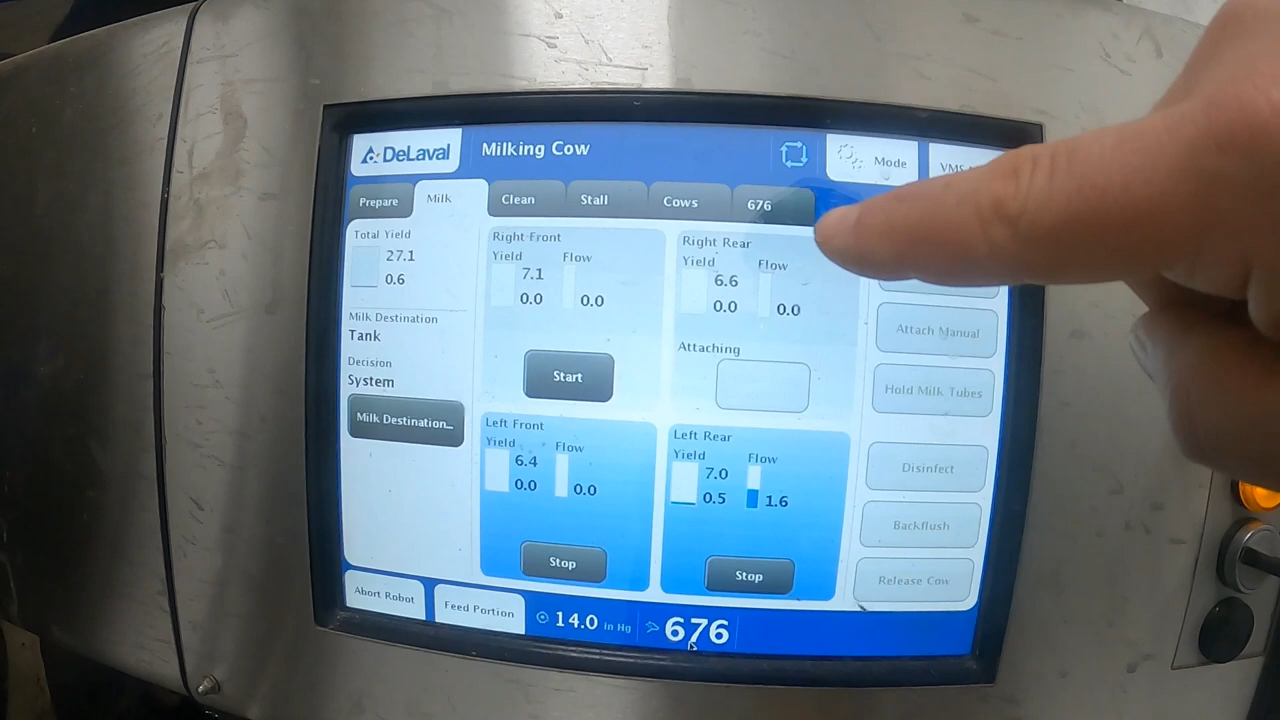 DeLaval
Milking Cow
Mode
VMS
Prepare
Milk
Clean
Stall
Cows
676
Total Yield
27.1
0.6
Milk Destination
Tank
Decision
System
Milk Destination...
Right Front
Yield Flow
7.1
0.0 0.0
Start
Right Rear
Yield Flow
6.6
0.0 0.0
Attaching
Left Front
Yield Flow
6.4
0.0 0.0
Stop
Left Rear
Yield Flow
7.0
0.5 1.6
Stop
Attach Manual
Hold Milk Tubes
Disinfect
Backflush
Release Cow
Abort Robot
Feed Portion
14.0 in Hg
676